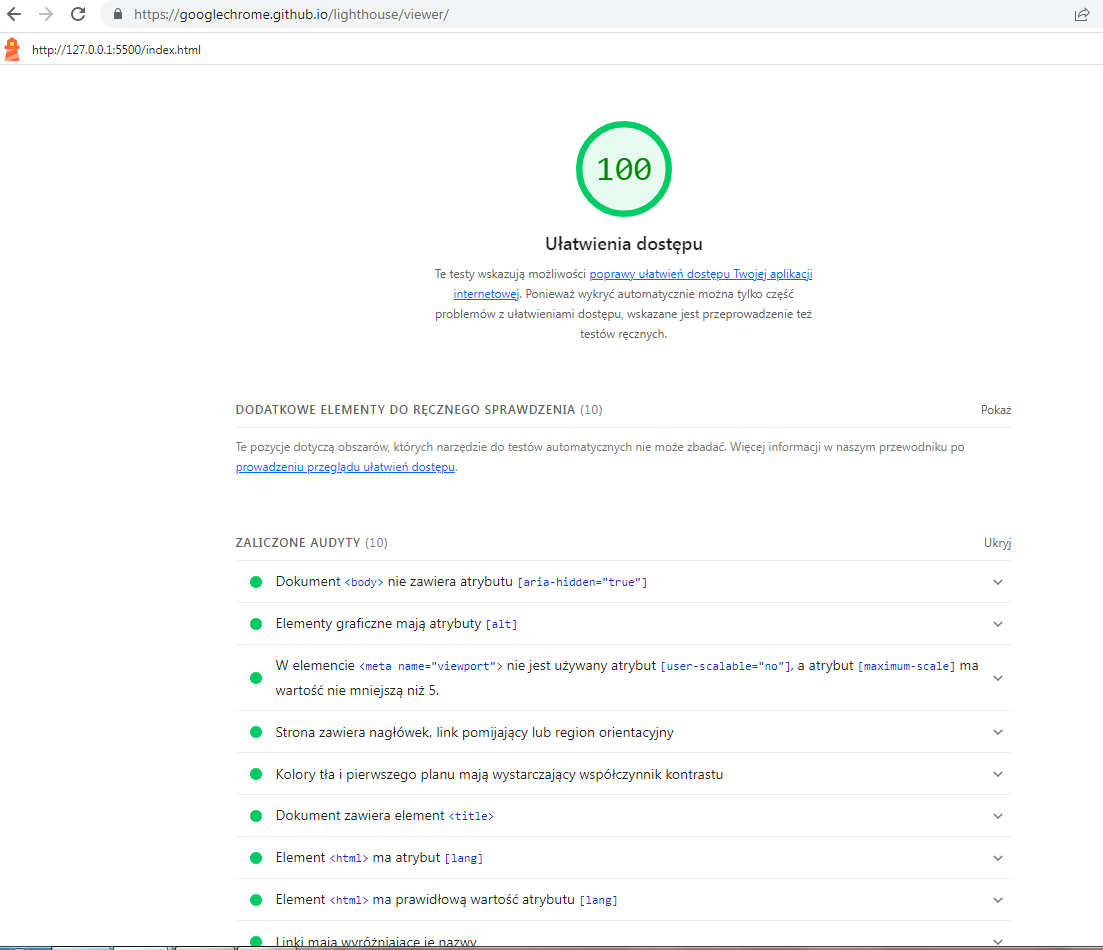 https://googlechrome.github.io/lighthouse/viewer/
http://127.0.0.1:5500/index.html
100
Ułatwienia dostępu
Te testy wskazują możliwości poprawy ułatwień dostępu Twojej aplikacji
internetowej. Ponieważ wykryć automatycznie można tylko część
problemów z ułatwieniami dostępu, wskazane jest przeprowadzenie też
testów ręcznych.
DODATKOWE ELEMENTY DO RĘCZNEGO SPRAWDZENIA (10) Pokaż
Te pozycje dotyczą obszarów, których narzędzie do testów automatycznych nie może zbadać. Więcej informacji w naszym przewodniku po
prowadzeniu przeglądu ułatwień dostępu.
ZALICZONE AUDYTY (10) Ukryj
Dokument <body> nie zawiera atrybutu [aria-hidden="true"]
Elementy graficzne mają atrybuty [alt]
W elemencie <meta name="viewport"> nie jest używany atrybut [user-scalable="no"], a atrybut [maximum-scale] ma
wartość nie mniejszą niż 5.
Strona zawiera nagłówek, link pomijający lub region orientacyjny
Kolory tła i pierwszego planu mają wystarczający współczynnik kontrastu
Dokument zawiera element <title>
Element <html> ma atrybut [lang]
Element <html> ma prawidłową wartość atrybutu [lang]
Linki mają wyróżniające je nazwy